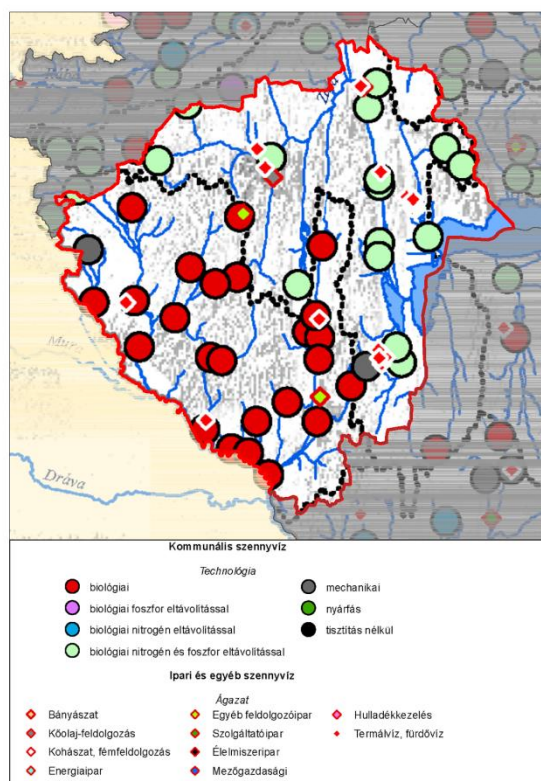 Rába
Zala
Mura
Dráva
Kommunális szennyvíz
Technológia
biológiai
mechanikai
biológiai foszfor eltávolítással
nyárfás
biológiai nitrogén eltávolítással
tisztítás nélkül
biológiai nitrogén és foszfor eltávolítással
Ipari és egyéb szennyvíz
Ágazat
Bányászat
Egyéb feldolgozóipar
Hulladékkezelés
Kőolaj-feldolgozás
Szolgáltatóipar
Termálvíz, fürdővíz
Kohászat, fémfeldolgozás
Élelmiszeripar
Energiaipar
Mezőgazdasági